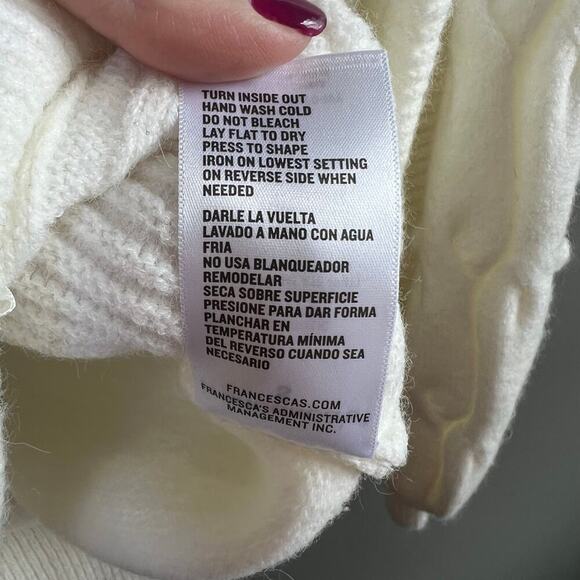 TURN INSIDE OUT
HAND WASH COLD
DO NOT BLEACH
LAY FLAT TO DRY
PRESS TO SHAPE
IRON ON LOWEST SETTING
ON REVERSE SIDE WHEN
NEEDED
DARLE LA VUELTA
LAVADO A MANO CON AGUA
FRIA
NO USA BLANQUEADOR
REMODELAR
SECA SOBRE SUPERFICIE
PRESIONE PARA DAR FORMA
PLANCHAR EN
TEMPERATURA MÍNIMA
DEL REVERSO CUANDO SEA
NECESARIO
FRANCESCAS.COM
FRANCESCA'S ADMINISTRATIVE
MANAGEMENT INC.